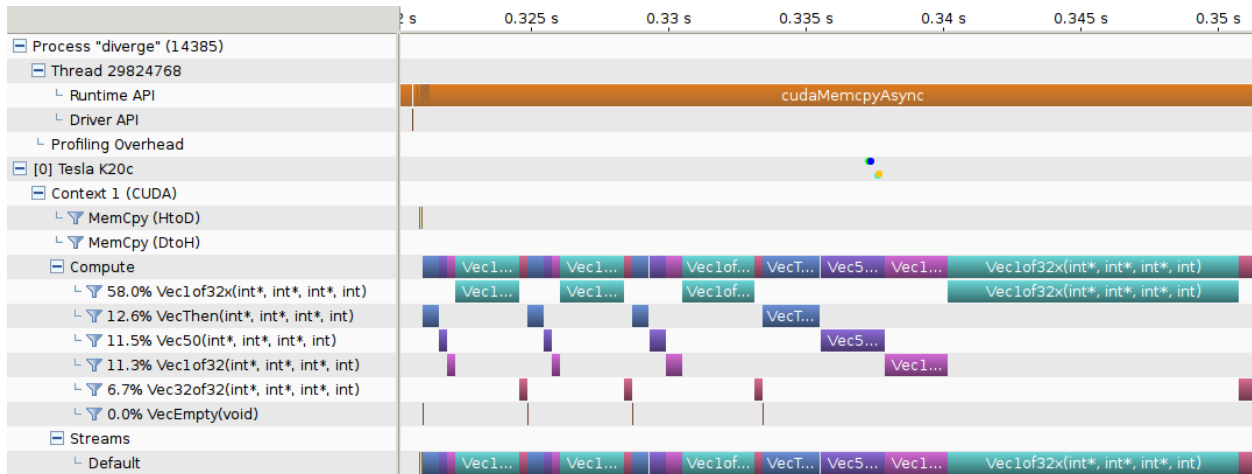 2 s 0.325 s 0.33 s 0.335 s 0.34 s 0.345 s 0.35 s
Process "diverge" (14385)
Thread 29824768
Runtime API cudaMemcpyAsync
Driver API
Profiling Overhead
[0] Tesla K20c
Context 1 (CUDA)
MemCpy (HtoD)
MemCpy (DtoH)
Compute Vec1... Vec1... Vec1of... VecT... Vec5... Vec1... Vec1of32x(int*, int*, int*, int)
58.0% Vec1of32x(int*, int*, int*, int) Vec1... Vec1... Vec1of... Vec1of32x(int*, int*, int*, int)
12.6% VecThen(int*, int*, int*, int) VecT...
11.5% Vec50(int*, int*, int*, int) Vec5...
11.3% Vec1of32(int*, int*, int*, int) Vec1...
6.7% Vec32of32(int*, int*, int*, int)
0.0% VecEmpty(void)
Streams
Default Vec1... Vec1... Vec1of... VecT... Vec5... Vec1... Vec1of32x(int*, int*, int*, int)